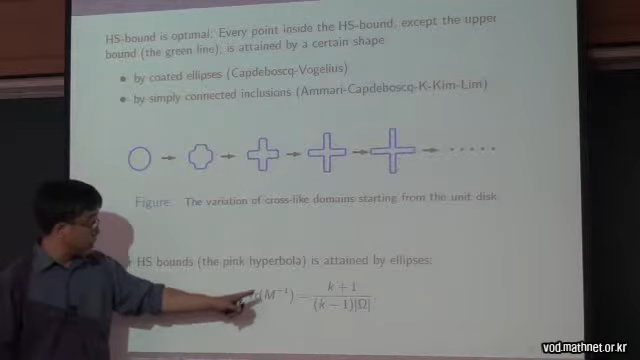 HS-bound is optimal: Every point inside the HS-bound, except the upper
bound (the green line), is attained by a certain shape
• by coated ellipses (Capdeboscq-Vogelius)
• by simply connected inclusions (Ammari-Capdeboscq-K-Kim-Lim)
Figure: The variation of cross-like domains starting from the unit disk.
HS bounds (the pink hyperbola) is attained by ellipses:
(M⁻¹) = k + 1 / (k − 1)|Ω|
vod.mathnet.or.kr